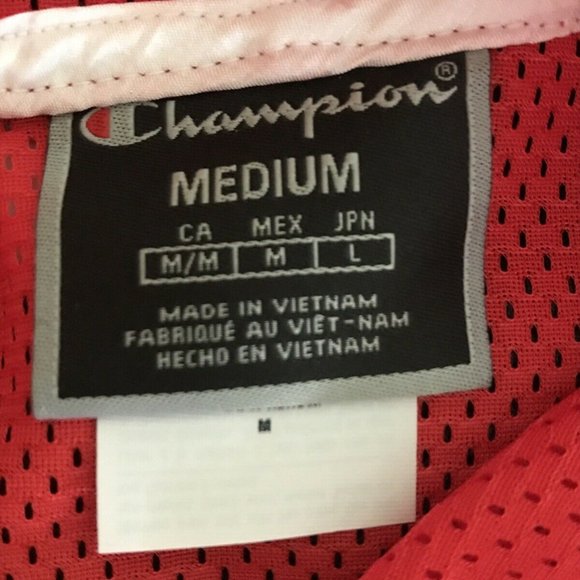 Champion®
MEDIUM
CA MEX JPN
M/M M L
MADE IN VIETNAM
FABRIQUÉ AU VIÊT-NAM
HECHO EN VIETNAM
M